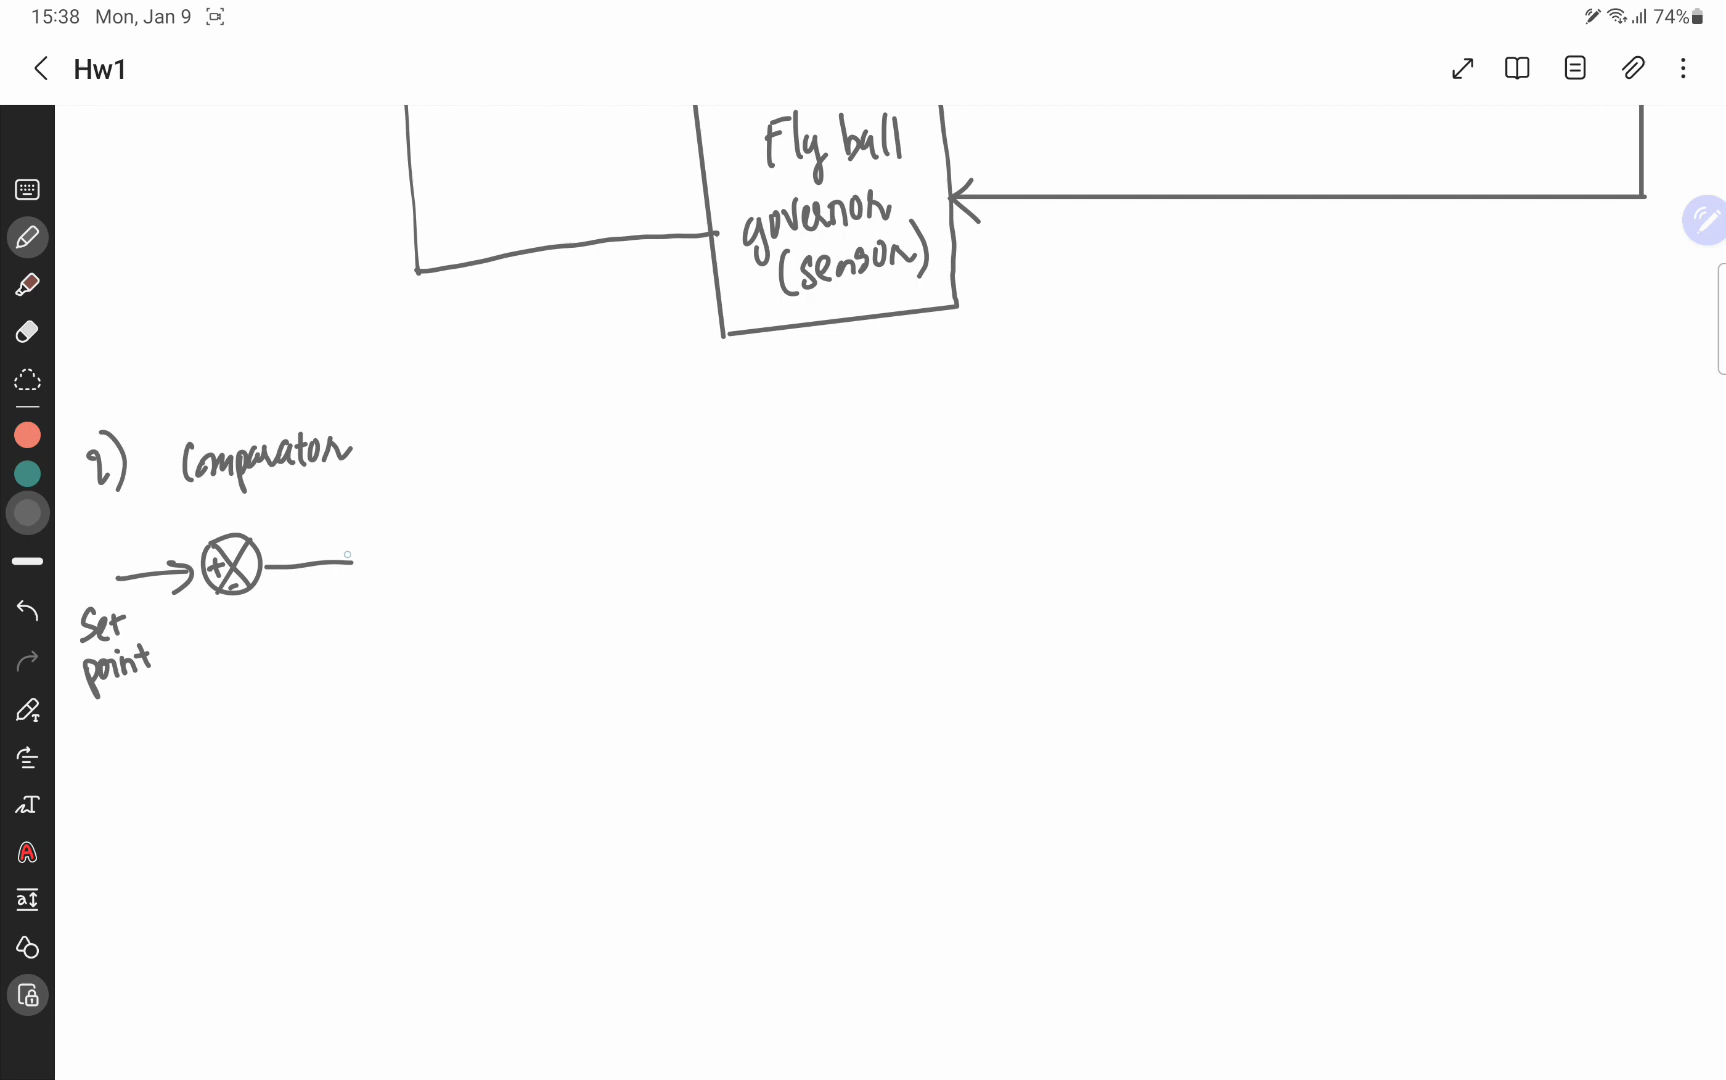 15:38 Mon, Jan 9 74%
Hw1
Fly ball
governor
(sensor)
2) Comparator
+
-
Set
point
T
T
A
a